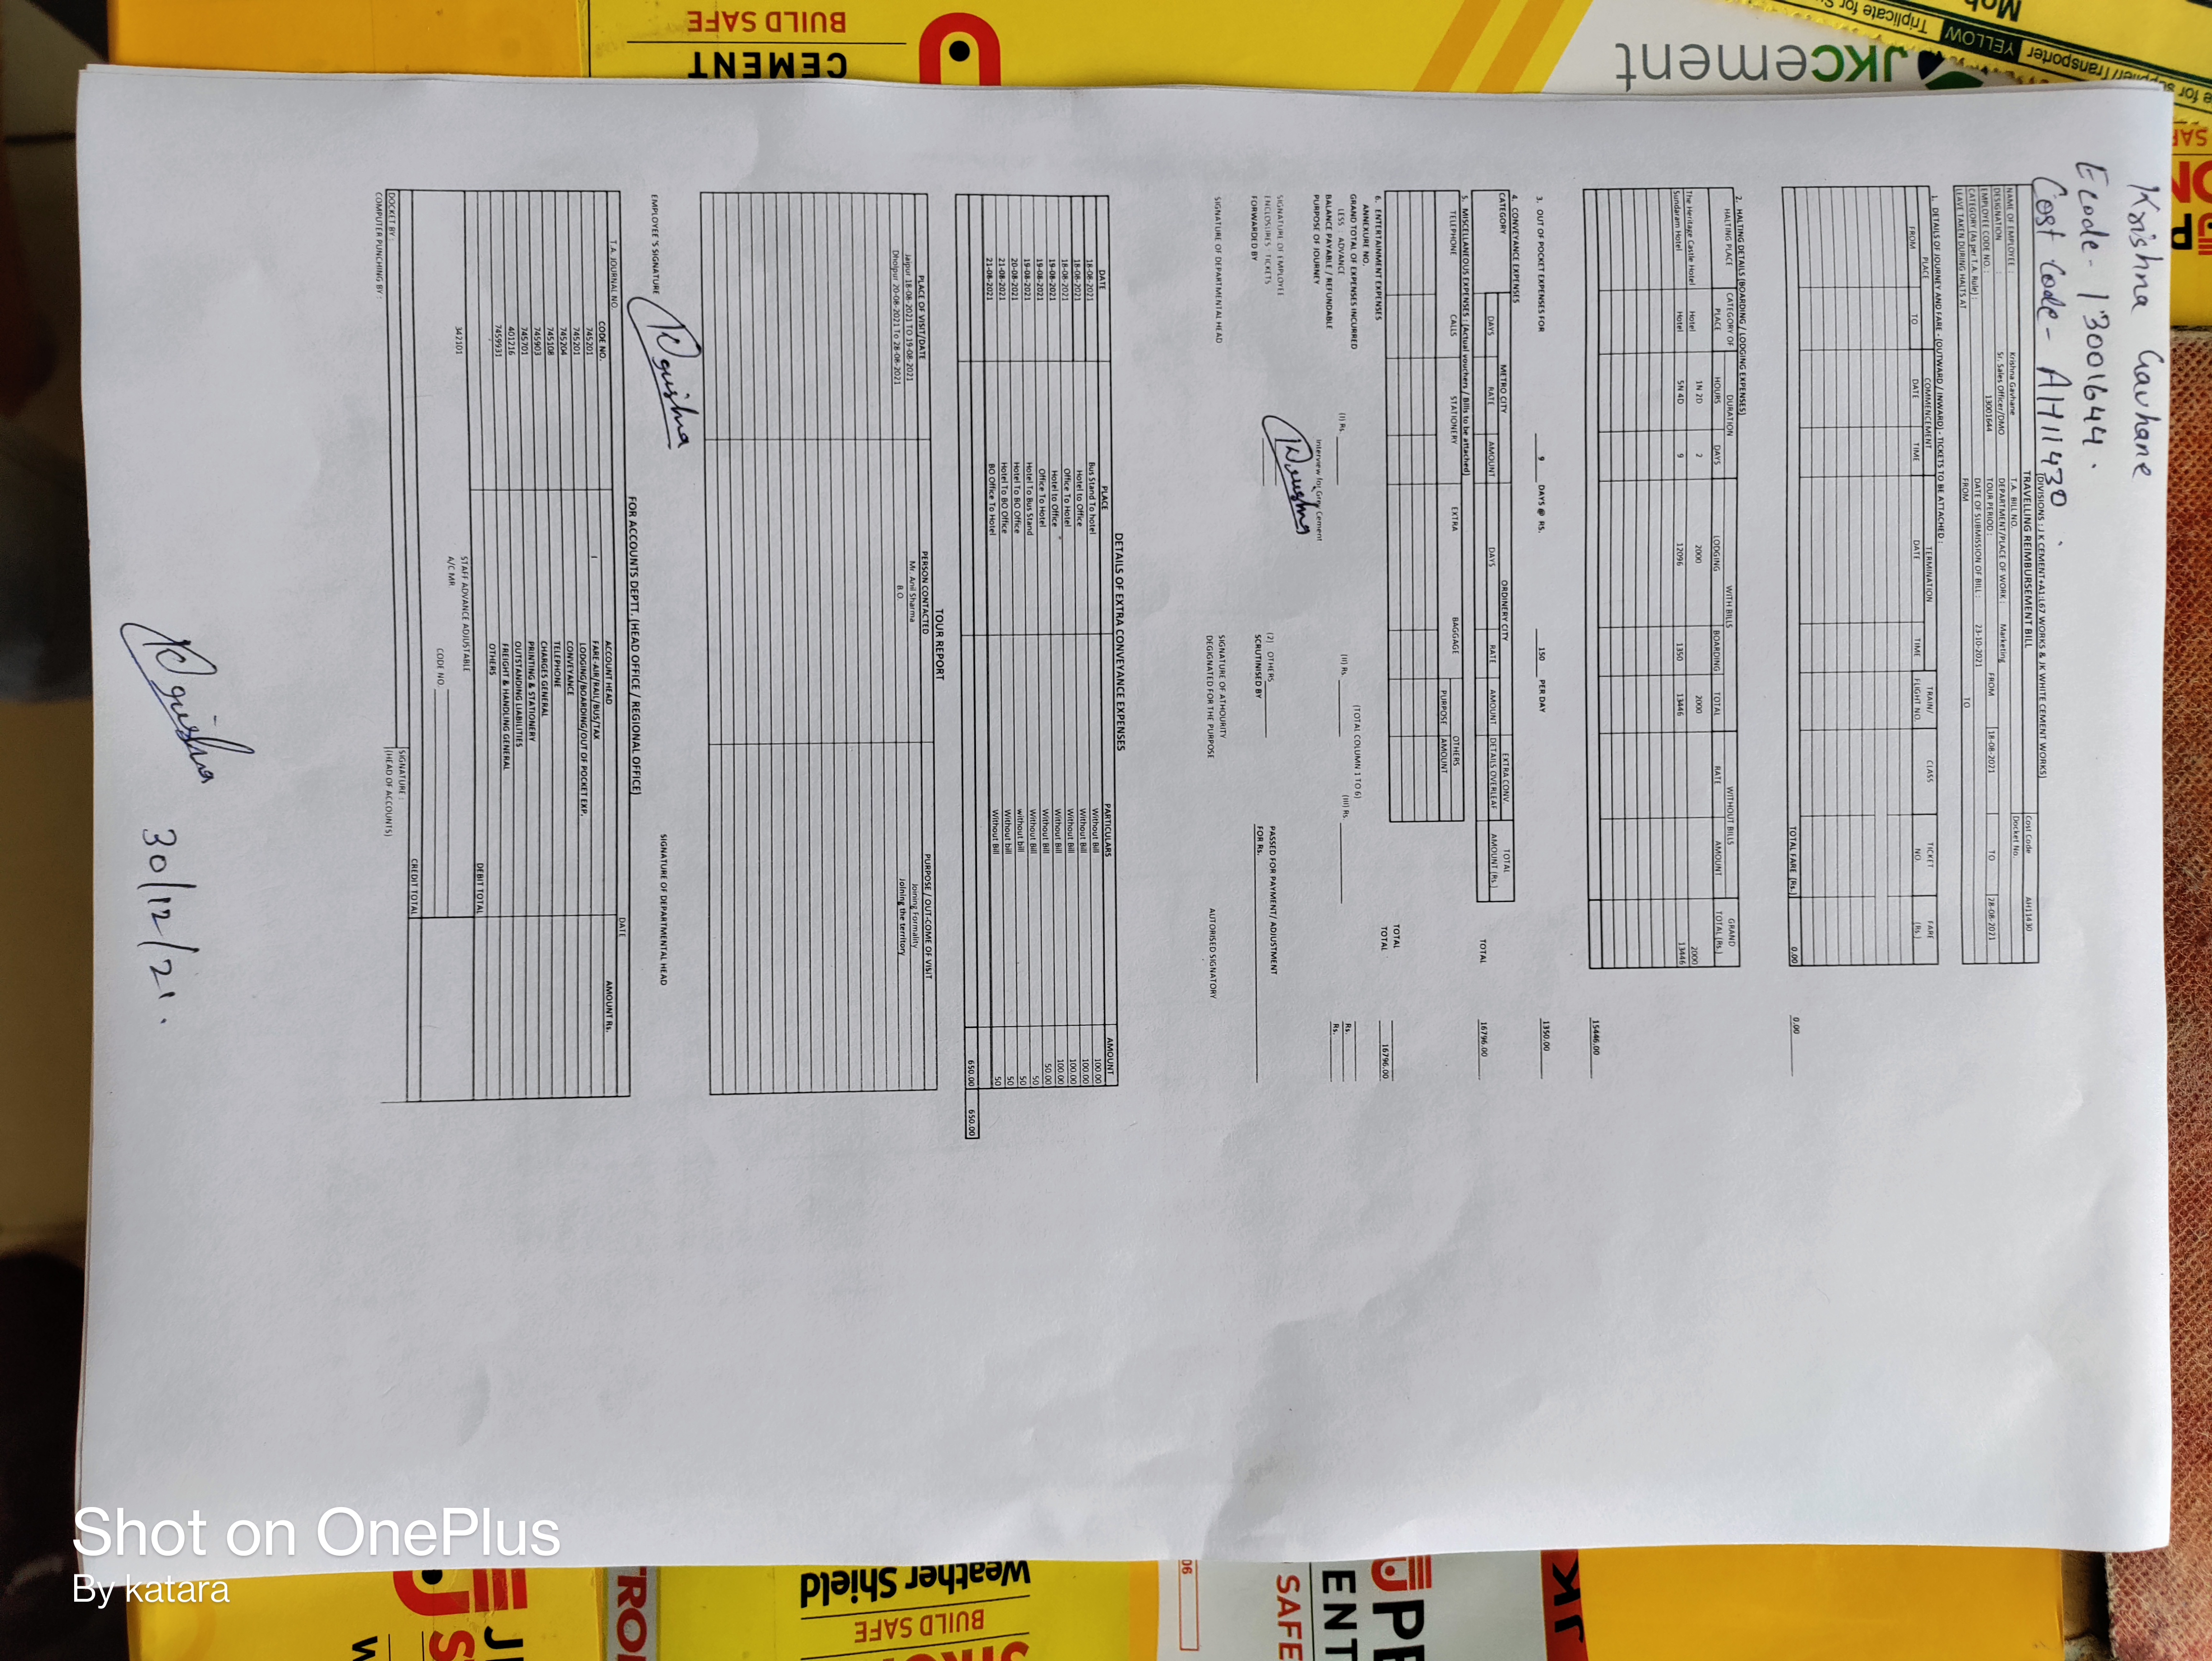 Krishna Gavhane
Ecode - 13001644.
Cost Code - AH11430
(DIVISIONS : J K CEMENT+A1:L67 WORKS & JK WHITE CEMENT WORKS)
TRAVELLING REIMBURSEMENT BILL Cost Code AH11430
NAME OF EMPLOYEE : Krishna Gavhane T.A. BILL NO. Docket No.
DESIGNATION : Sr. Sales Officer/DMO DEPARTMENT/PLACE OF WORK : Marketing
EMPLOYEE CODE NO. : 13001644 TOUR PERIOD : FROM 18-08-2021 TO 28-08-2021
CATEGORY (As per T.A. Rule) : DATE OF SUBMISSION OF BILL : 23-10-2021
LEAVE TAKEN DURING HALTS AT FROM TO
1. DETAILS OF JOURNEY AND FARE - (OUTWARD / INWARD) - TICKETS TO BE ATTACHED :
PLACE COMMENCEMENT TERMINATION TRAIN/ CLASS TICKET FARE
FROM TO DATE TIME DATE TIME FLIGHT NO. NO. (Rs.)
TOTAL FARE (Rs.) 0.00 0.00
2. HALTING DETAILS (BOARDING / LODGING EXPENSES)
HALTING PLACE CATEGORY OF DURATION WITH BILLS WITHOUT BILLS GRAND
PLACE HOURS DAYS LODGING BOARDING TOTAL RATE AMOUNT TOTAL (Rs.)
The Heritage Castle Hotel Hotel 1N 2D 2 2000 2000 2000
Sundaram Hotel Hotel 5N 4D 9 12096 1350 13446 13446
15446.00
3. OUT OF POCKET EXPENSES FOR 9 DAYS @ RS. 150 PER DAY 1350.00
4. CONVEYANCE EXPENSES
CATEGORY METRO CITY ORDINERY CITY EXTRA CONV. TOTAL
DAYS RATE AMOUNT DAYS RATE AMOUNT DETAILS OVERLEAF AMOUNT (Rs.)
TOTAL 16796.00
5. MISCELLANEOUS EXPENSES : (Actual vouchers / Bills to be attached)
TELEPHONE CALLS STATIONERY EXTRA BAGGAGE OTHERS
PURPOSE AMOUNT
TOTAL
6. ENTERTAINMENT EXPENSES TOTAL 16796.00
ANNEXURE NO.
GRAND TOTAL OF EXPENSES INCURRED (TOTAL COLUMN 1 TO 6)
LESS : ADVANCE (I) Rs. (II) Rs. (III) Rs. Rs.
BALANCE PAYABLE / REFUNDABLE Rs.
PURPOSE OF JOURNEY Interview for Grey Cement
Krishna
SIGNATURE OF EMPLOYEE
ENCLOSURES : TICKETS (2) OTHERS PASSED FOR PAYMENT/ ADJUSTMENT
FORWARDED BY SCRUTINISED BY FOR Rs.
SIGNATURE OF DEPARTMENTAL HEAD SIGNATURE OF ATHOURITY AUTORISED SIGNATORY
DEGIGNATED FOR THE PURPOSE
DETAILS OF EXTRA CONVEYANCE EXPENSES
DATE PLACE PARTICULARS AMOUNT
18-08-2021 Bus Stand To hotel Without Bill 100.00
18-08-2021 Hotel to Office Without Bill 100.00
18-08-2021 Office To Hotel Without Bill 100.00
19-08-2021 Hotel to Office Without Bill 100.00
19-08-2021 Office To Hotel Without Bill 50.00
19-08-2021 Hotel To Bus Stand Without Bill 50
20-08-2021 Hotel To BO Office without bill 50
21-08-2021 Hotel To BO Office Without bill 50
21-08-2021 BO Office To Hotel Without Bill 50
650.00 650.00
TOUR REPORT
PLACE OF VISIT/DATE PERSON CONTACTED PURPOSE / OUT-COME OF VISIT
Jaipur 18-08-2021 TO 19-08-2021 Mr. Anil Sharma Joining Formality
Dholpur 20-08-2021 To 28-08-2021 B.O. Joining the territory
EMPLOYEE 'S SIGNATURE Krishna SIGNATURE OF DEPARTMENTAL HEAD
FOR ACCOUNTS DEPTT. (HEAD OFFICE / REGIONAL OFFICE)
T.A. JOURNAL NO. DATE
CODE NO. ACCOUNT HEAD AMOUNT Rs.
745201 FARE-AIR/RAIL/BUS/TAX
745201 LODGING/BOARDING/OUT OF POCKET EXP.
745204 CONVEYANCE
745108 TELEPHONE
745903 CHARGES GENERAL
745701 PRINTING & STATIONERY
401216 OUTSTANDING LIABILITIES
7459931 FREIGHT & HANDLING GENERAL
OTHERS
DEBIT TOTAL
342101 STAFF ADVANCE ADJUSTABLE
A/C MR.
CODE NO.
CREDIT TOTAL
DOCKET BY : SIGNATURE :
COMPUTER PUNCHING BY : (HEAD OF ACCOUNTS)
Krishna 30/12/21.
JKcement
YELLOW Triplicate for
CEMENT
BUILD SAFE
SAFE
06
Weather Shield
BUILD SAFE
Shot on OnePlus
By katara